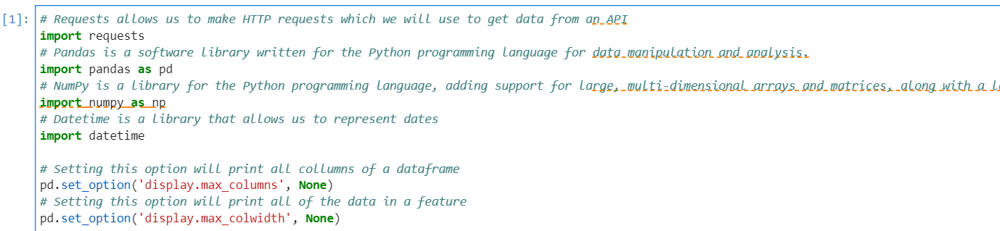 [1]: # Requests allows us to make HTTP requests which we will use to get data from an API
import requests
# Pandas is a software library written for the Python programming language for data manipulation and analysis.
import pandas as pd
# NumPy is a library for the Python programming language, adding support for large, multi-dimensional arrays and matrices, along with a
import numpy as np
# Datetime is a library that allows us to represent dates
import datetime
# Setting this option will print all collumns of a dataframe
pd.set_option('display.max_columns', None)
# Setting this option will print all of the data in a feature
pd.set_option('display.max_colwidth', None)